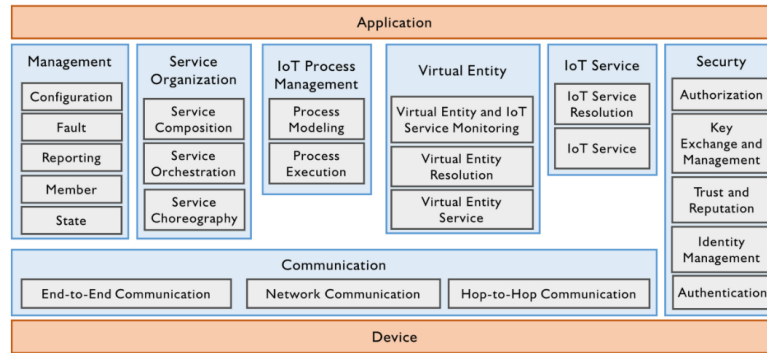 Application
Management
Configuration
Fault
Reporting
Member
State
Service
Organization
Service
Composition
Service
Orchestration
Service
Choreography
IoT Process
Management
Process
Modeling
Process
Execution
Virtual Entity
Virtual Entity and IoT
Service Monitoring
Virtual Entity
Resolution
Virtual Entity
Service
IoT Service
IoT Service
Resolution
IoT Service
Securty
Authorization
Key
Exchange and
Management
Trust and
Reputation
Identity
Management
Authentication
Communication
End-to-End Communication
Network Communication
Hop-to-Hop Communication
Device